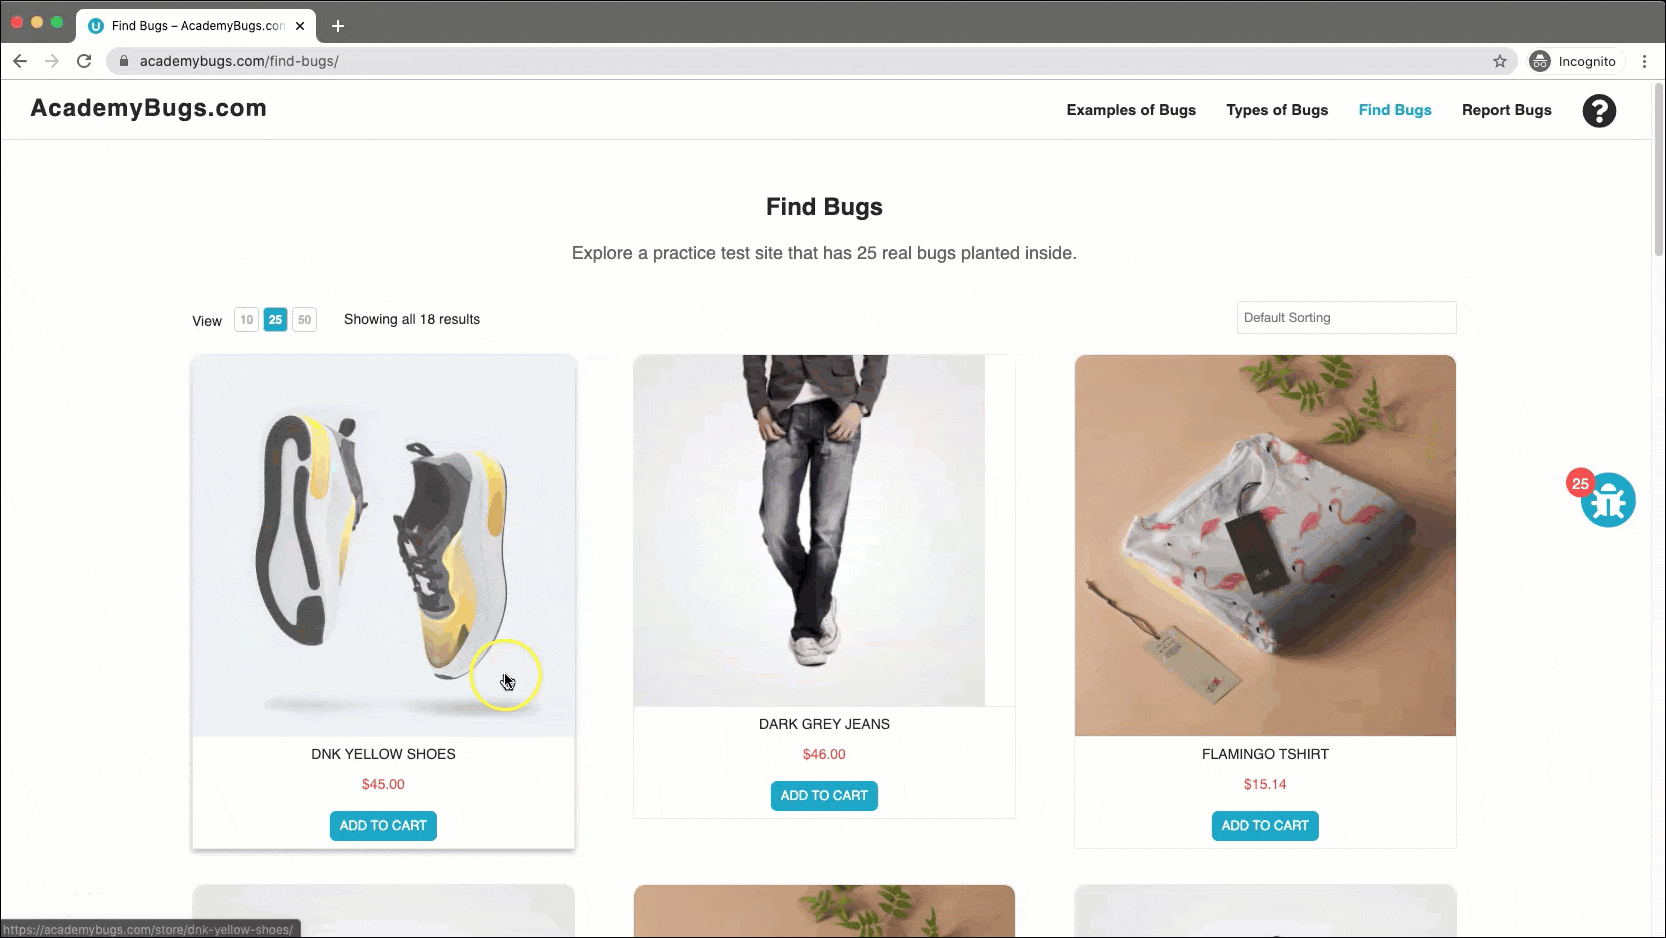 Find Bugs – AcademyBugs.con
academybugs.com/find-bugs/
Incognito
AcademyBugs.com
Examples of Bugs
Types of Bugs
Find Bugs
Report Bugs
?
Find Bugs
Explore a practice test site that has 25 real bugs planted inside.
View 10 25 50 Showing all 18 results
Default Sorting
25
DNK YELLOW SHOES
$45.00
ADD TO CART
DARK GREY JEANS
$46.00
ADD TO CART
FLAMINGO TSHIRT
$15.14
ADD TO CART
https://academybugs.com/store/dnk-yellow-shoes/